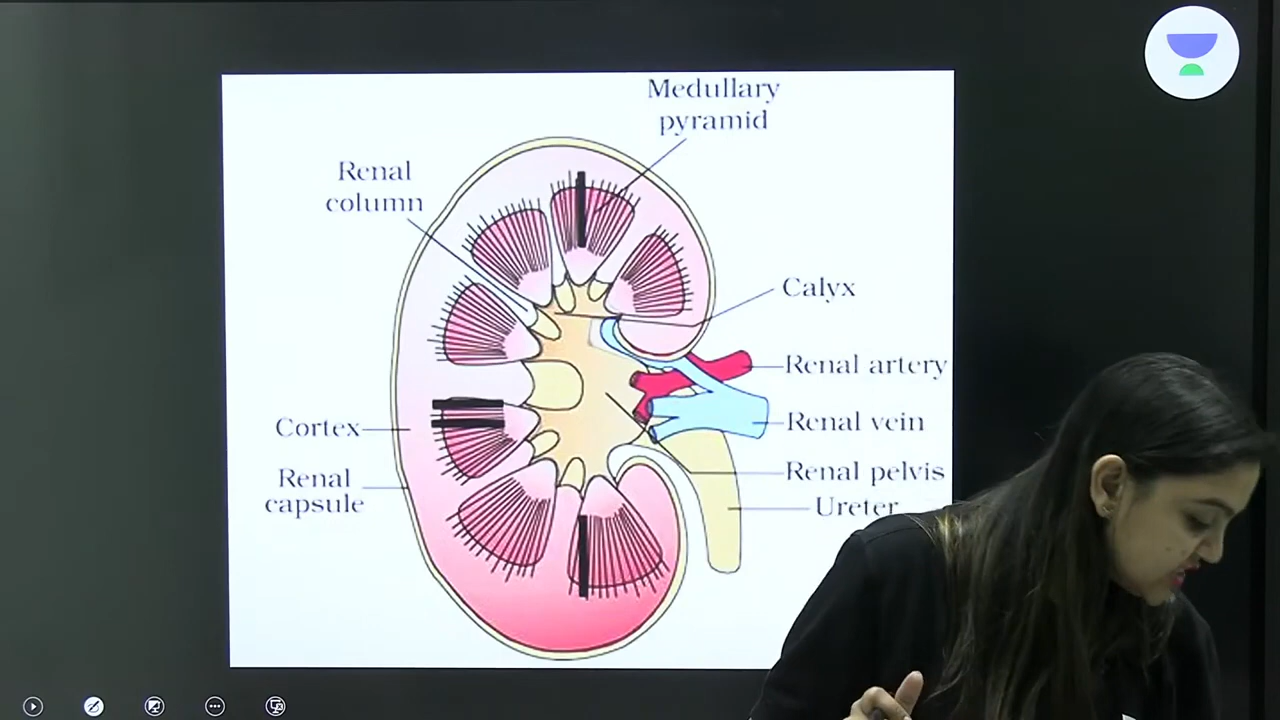 Medullary
pyramid
Renal
column
Calyx
Renal artery
Renal vein
Cortex
Renal pelvis
Renal
capsule
Ureter